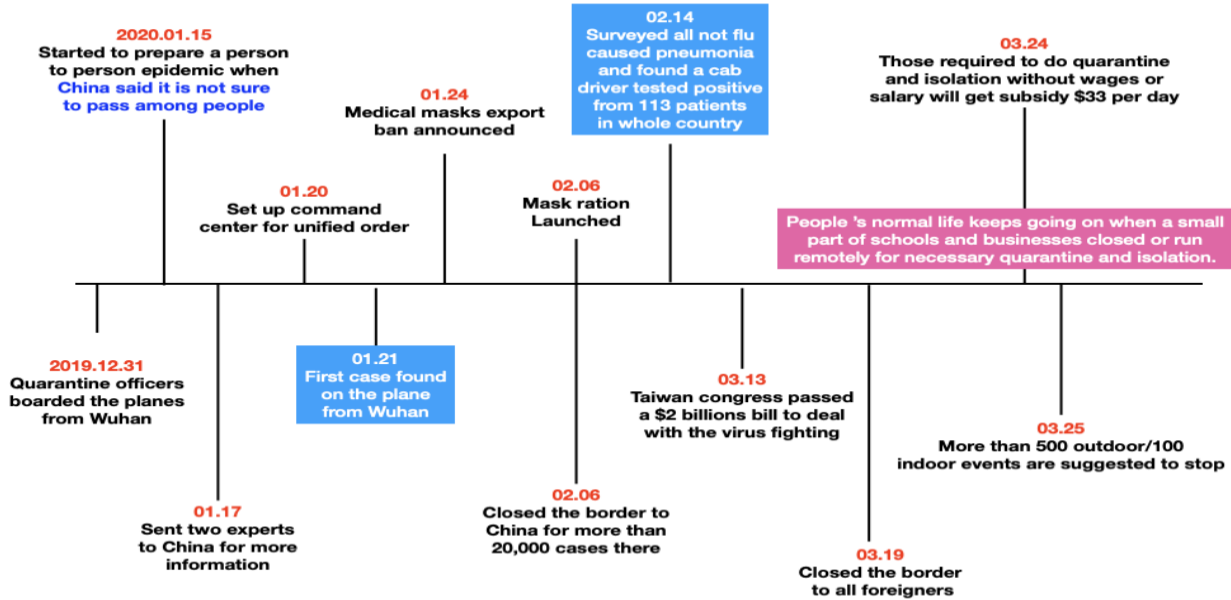 2020.01.15
Started to prepare a person
to person epidemic when
China said it is not sure
to pass among people
01.20
Set up command
center for unified order
01.24
Medical masks export
ban announced
02.06
Mask ration
Launched
02.14
Surveyed all not flu
caused pneumonia
and found a cab
driver tested positive
from 113 patients
in whole country
03.24
Those required to do quarantine
and isolation without wages or
salary will get subsidy $33 per day
People 's normal life keeps going on when a small
part of schools and businesses closed or run
remotely for necessary quarantine and isolation.
2019.12.31
Quarantine officers
boarded the planes
from Wuhan
01.17
Sent two experts
to China for more
information
01.21
First case found
on the plane
from Wuhan
02.06
Closed the border to
China for more than
20,000 cases there
03.13
Taiwan congress passed
a $2 billions bill to deal
with the virus fighting
03.19
Closed the border
to all foreigners
03.25
More than 500 outdoor/100
indoor events are suggested to stop